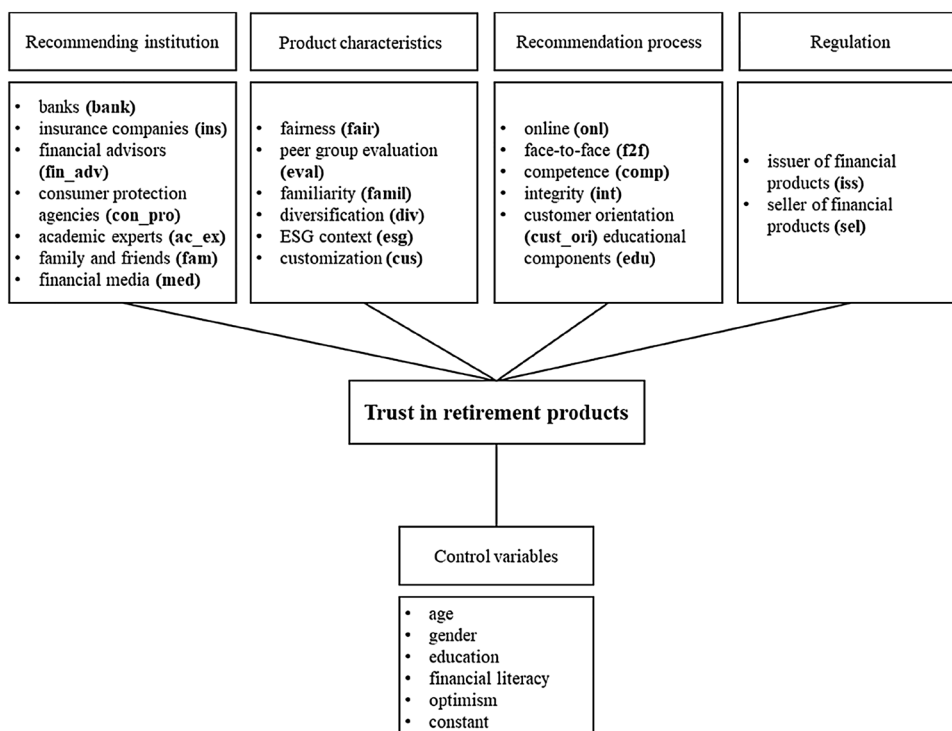 Recommending institution
banks (bank)
insurance companies (ins)
financial advisors
(fin_adv)
consumer protection
agencies (con_pro)
academic experts (ac_ex)
family and friends (fam)
financial media (med)
Product characteristics
fairness (fair)
peer group evaluation
(eval)
familiarity (famil)
diversification (div)
ESG context (esg)
customization (cus)
Recommendation process
online (onl)
face-to-face (f2f)
competence (comp)
integrity (int)
customer orientation
(cust_ori) educational
components (edu)
Regulation
issuer of financial
products (iss)
seller of financial
products (sel)
Trust in retirement products
Control variables
age
gender
education
financial literacy
optimism
constant